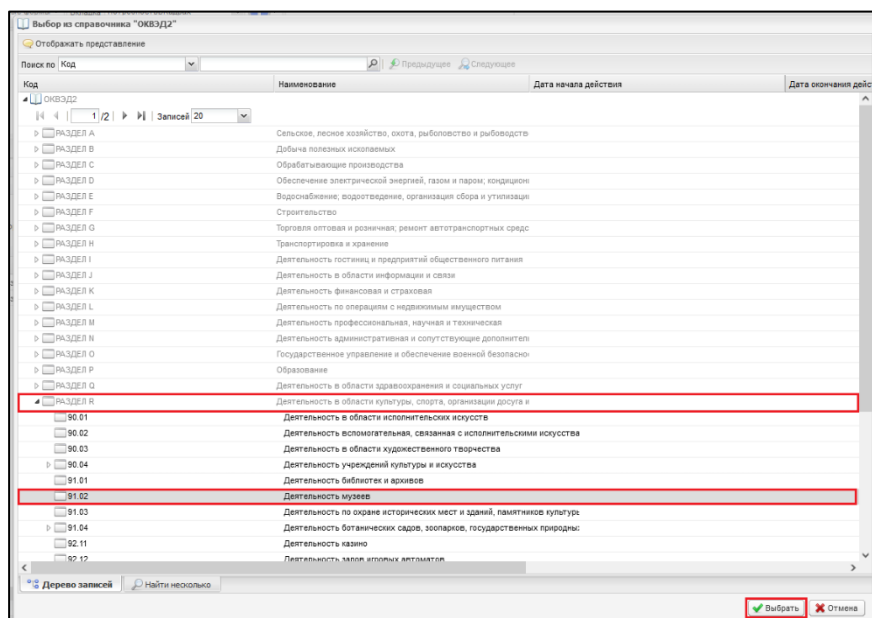 Выбор из справочника "ОКВЭД2"
Отображать представление
Поиск по Код Предыдущее Следующее
Код Наименование Дата начала действия Дата окончания дейс
ОКВЭД2
1 /2 Записей 20
РАЗДЕЛ A Сельское, лесное хозяйство, охота, рыболовство и рыбоводств
РАЗДЕЛ B Добыча полезных ископаемых
РАЗДЕЛ C Обрабатывающие производства
РАЗДЕЛ D Обеспечение электрической энергией, газом и паром; кондицион
РАЗДЕЛ E Водоснабжение; водоотведение, организация сбора и утилизаци
РАЗДЕЛ F Строительство
РАЗДЕЛ G Торговля оптовая и розничная; ремонт автотранспортных средс
РАЗДЕЛ H Транспортировка и хранение
РАЗДЕЛ I Деятельность гостиниц и предприятий общественного питания
РАЗДЕЛ J Деятельность в области информации и связи
РАЗДЕЛ K Деятельность финансовая и страховая
РАЗДЕЛ L Деятельность по операциям с недвижимым имуществом
РАЗДЕЛ M Деятельность профессиональная, научная и техническая
РАЗДЕЛ N Деятельность административная и сопутствующие дополнител
РАЗДЕЛ O Государственное управление и обеспечение военной безопасно
РАЗДЕЛ P Образование
РАЗДЕЛ Q Деятельность в области здравоохранения и социальных услуг
РАЗДЕЛ R Деятельность в области культуры, спорта, организации досуга и
90.01 Деятельность в области исполнительских искусств
90.02 Деятельность вспомогательная, связанная с исполнительскими искусства
90.03 Деятельность в области художественного творчества
90.04 Деятельность учреждений культуры и искусства
91.01 Деятельность библиотек и архивов
91.02 Деятельность музеев
91.03 Деятельность по охране исторических мест и зданий, памятников культуры
91.04 Деятельность ботанических садов, зоопарков, государственных природны
92.11 Деятельность казино
92.12 Деятельность залов игровых автоматов
Дерево записей Найти несколько
Выбрать Отмена